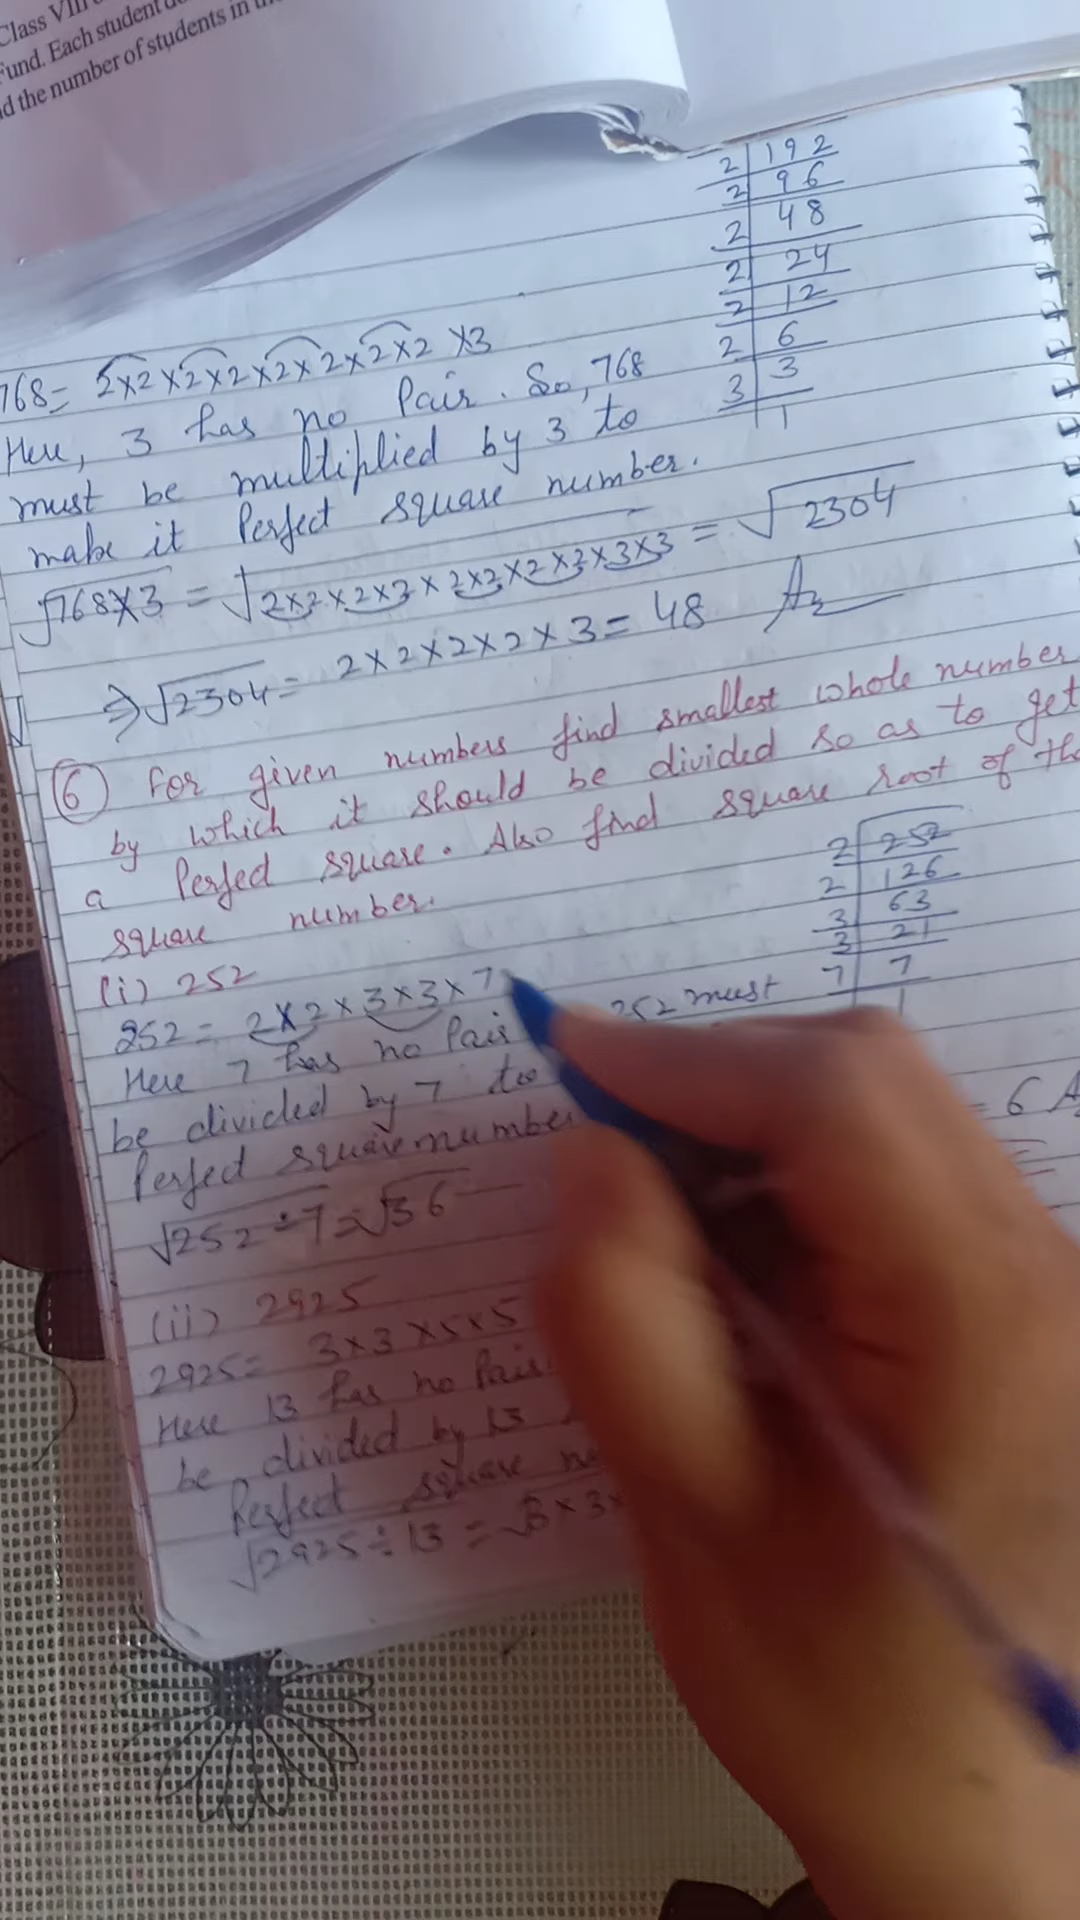 Class VIII
Fund. Each student
d the number of students in
2 192
2 96
2 48
2 24
2 12
2 6
3 3
1
768= 2×2×2×2×2×2×2×2×3
Here, 3 has no Pair. So, 768
must be multiplied by 3 to
make it Perfect square number.
√768×3 = √2×2×2×2×2×2×2×2×3×3 = √2304
⇒√2304 = 2×2×2×2×3 = 48 Ans
6 For given numbers find smallest whole number
by which it should be divided so as to get
a Perfect square. Also find square root of the
square number.
2 252
2 126
3 63
3 21
7 7
1
(i) 252
252 = 2×2×3×3×7
Here 7 has no Pair 252 must
be divided by 7 to
Perfect square number
= 6
√252÷7=√36
(ii) 2925
2925= 3×3×5×5
Here 13 has no Pair
be divided by 13
Perfect square
√2925÷13 = √3×3×